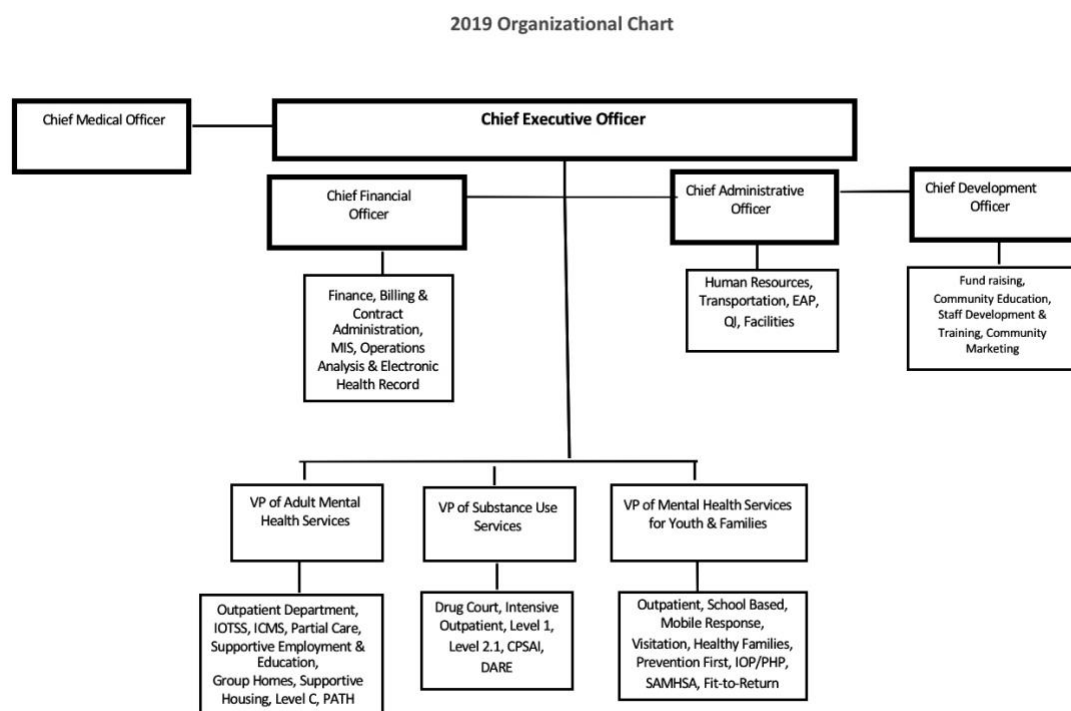 2019 Organizational Chart
Chief Medical Officer
Chief Executive Officer
Chief Financial
Officer
Chief Administrative
Officer
Chief Development
Officer
Finance, Billing &
Contract
Administration,
MIS, Operations
Analysis & Electronic
Health Record
Human Resources,
Transportation, EAP,
QI, Facilities
Fund raising,
Community Education,
Staff Development &
Training, Community
Marketing
VP of Adult Mental
Health Services
VP of Substance Use
Services
VP of Mental Health Services
for Youth & Families
Outpatient Department,
IOTSS, ICMS, Partial Care,
Supportive Employment &
Education,
Group Homes, Supportive
Housing, Level C, PATH
Drug Court, Intensive
Outpatient, Level 1,
Level 2.1, CPSAI,
DARE
Outpatient, School Based,
Mobile Response,
Visitation, Healthy Families,
Prevention First, IOP/PHP,
SAMHSA, Fit-to-Return